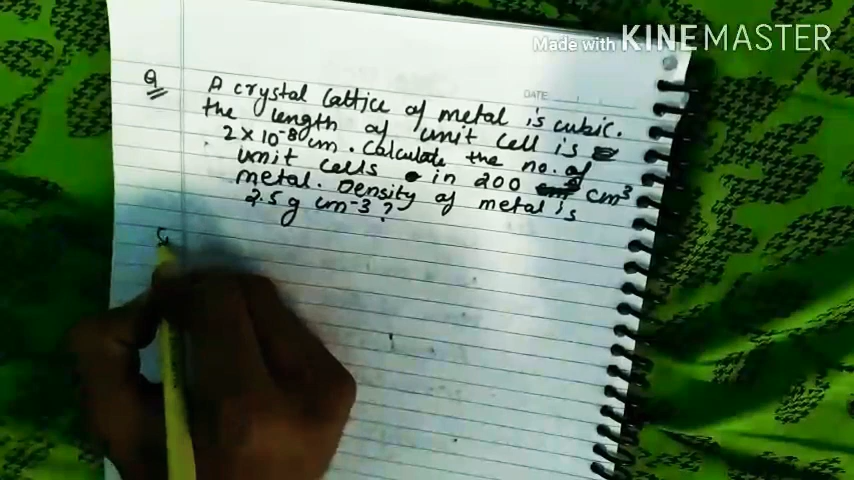 Made with KINEMASTER
DATE
Q A crystal lattice of metal is cubic.
the length of unit cell is
2 × 10⁻⁸ cm. Calculate the no. of
unit cells in 200 cm³
metal. Density of metal is
2.5 g cm⁻³ ?
S